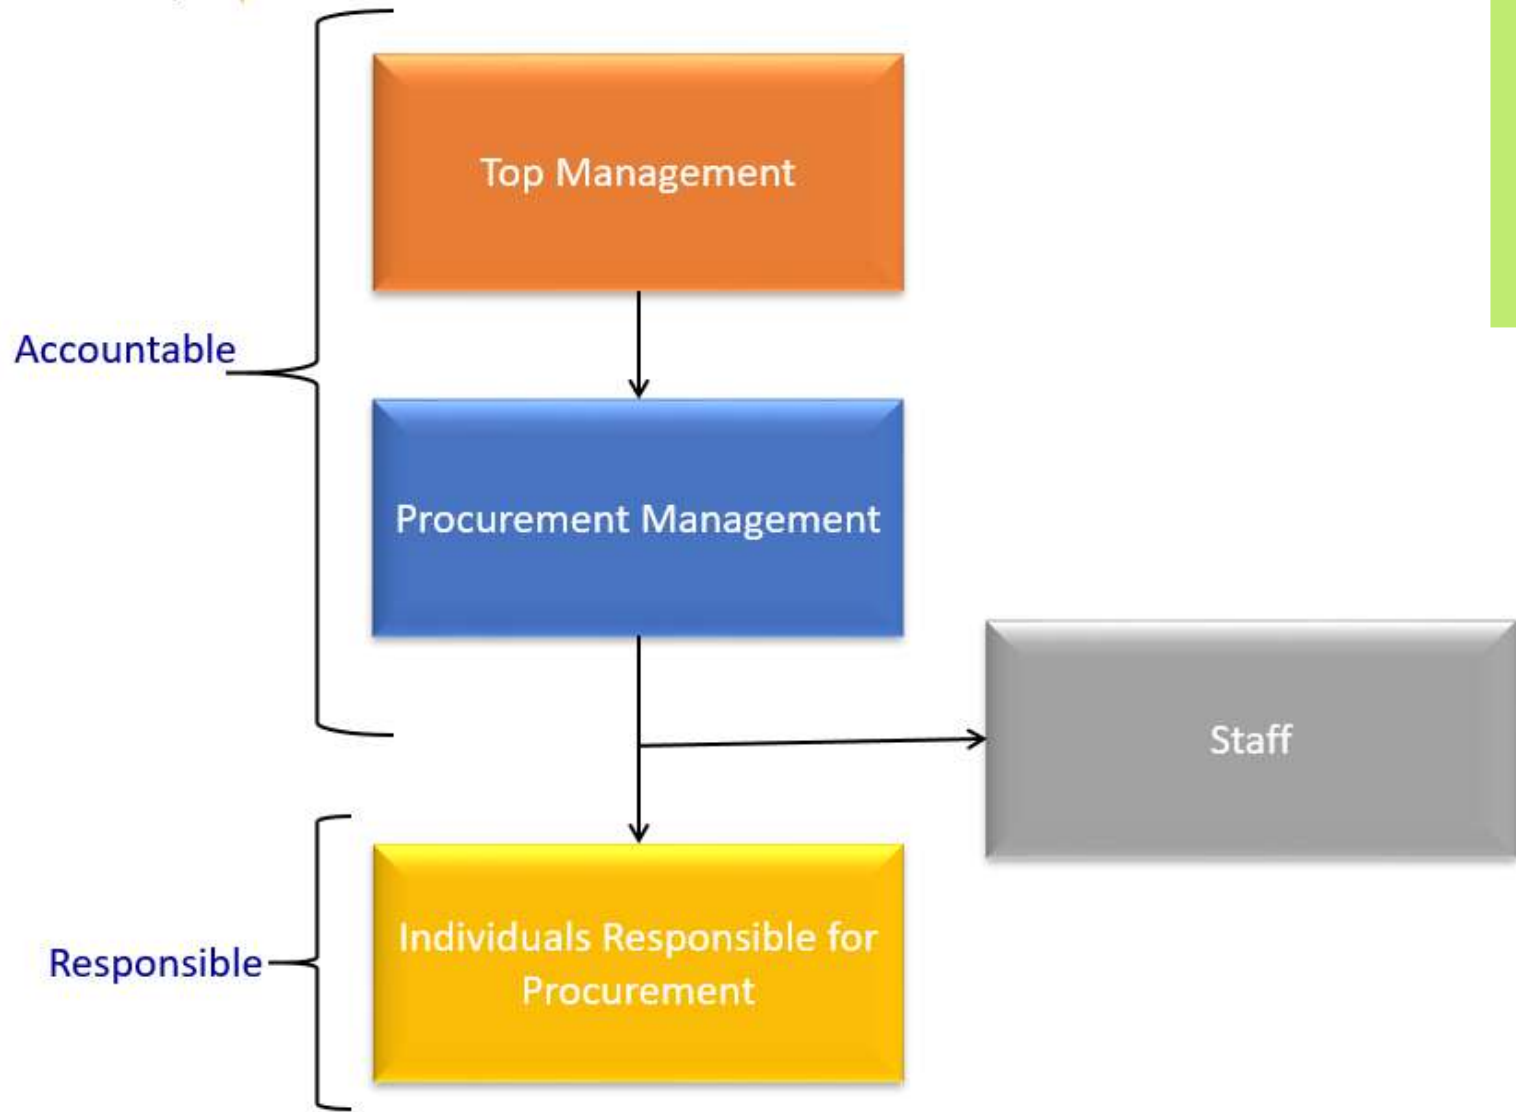 Top Management
Accountable
Procurement Management
Staff
Individuals Responsible for
Procurement
Responsible